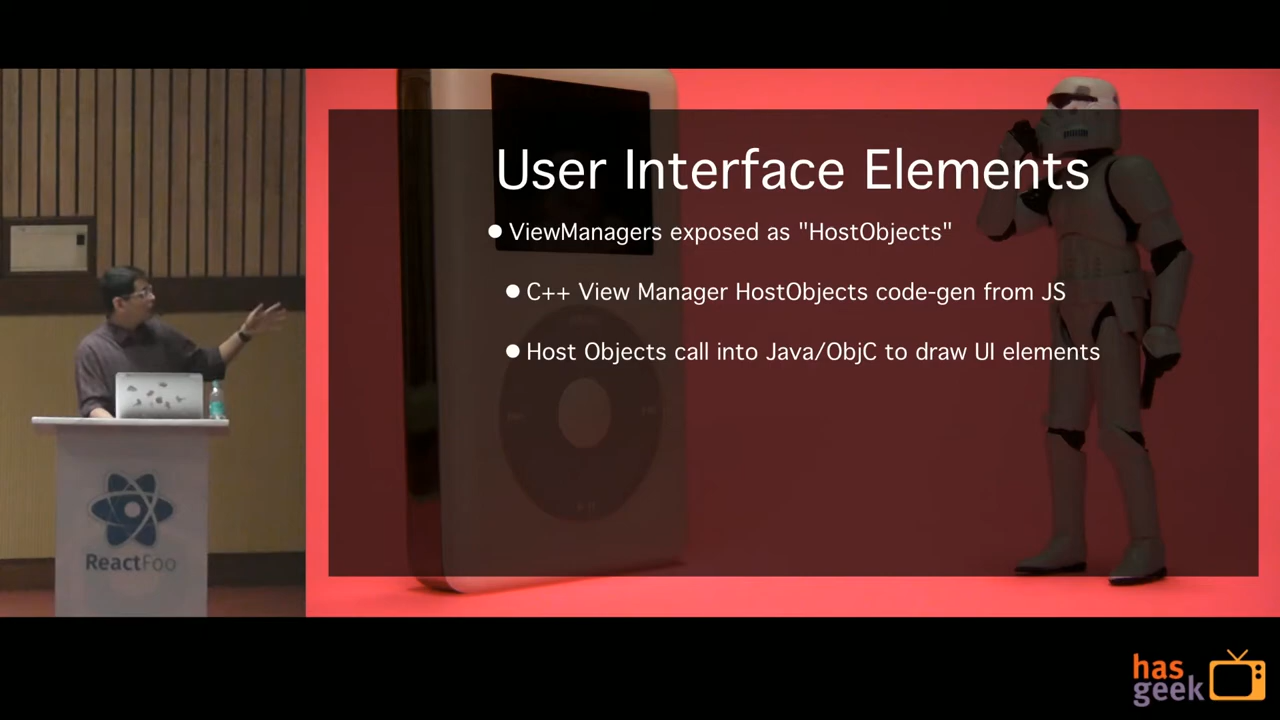 User Interface Elements
● ViewManagers exposed as "HostObjects"
● C++ View Manager HostObjects code-gen from JS
● Host Objects call into Java/ObjC to draw UI elements
ReactFoo
has
geek